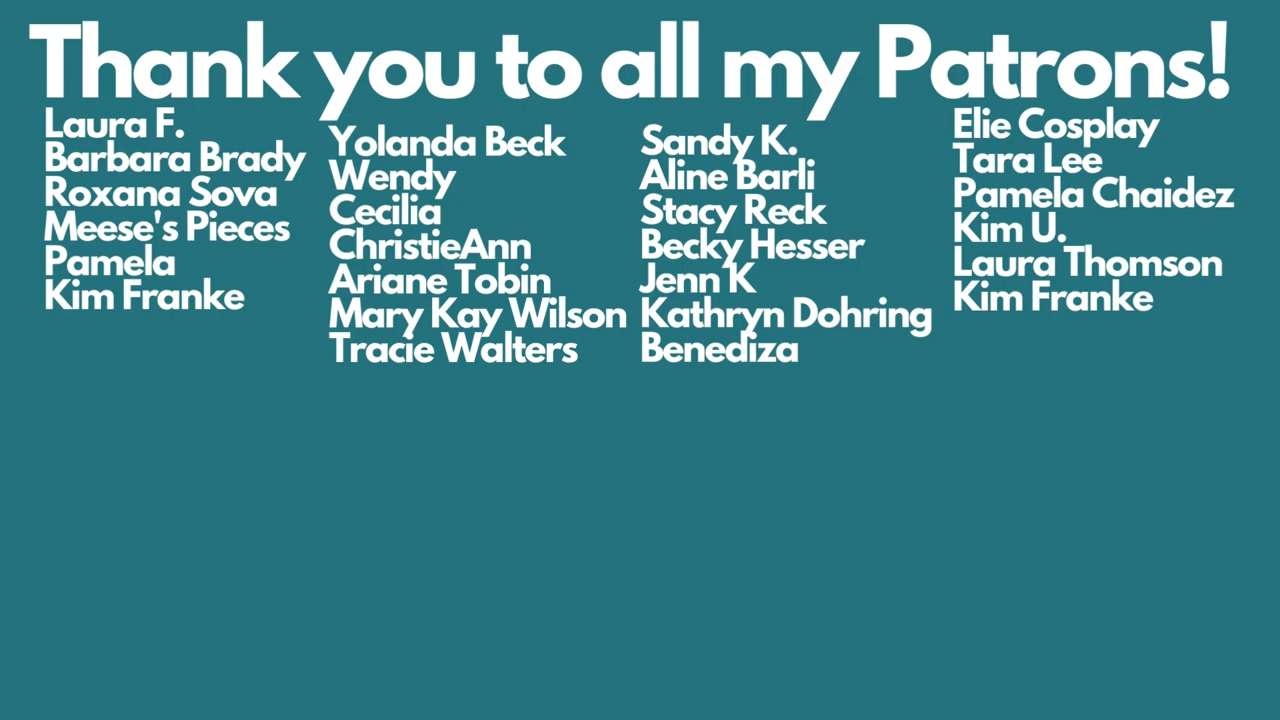 Thank you to all my Patrons!
Laura F.
Barbara Brady
Roxana Sova
Meese's Pieces
Pamela
Kim Franke
Yolanda Beck
Wendy
Cecilia
ChristieAnn
Ariane Tobin
Mary Kay Wilson
Tracie Walters
Sandy K.
Aline Barli
Stacy Reck
Becky Hesser
Jenn K
Kathryn Dohring
Benediza
Elie Cosplay
Tara Lee
Pamela Chaidez
Kim U.
Laura Thomson
Kim Franke